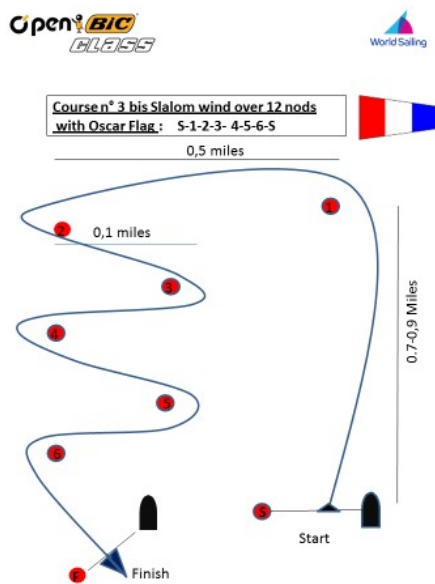 Open BIC
CLASS
World Sailing
Course n° 3 bis Slalom wind over 12 nods
with Oscar Flag : S-1-2-3- 4-5-6-S
0,5 miles
1
2
0,1 miles
3
4
0.7-0,9 Miles
5
6
S
Start
F
Finish